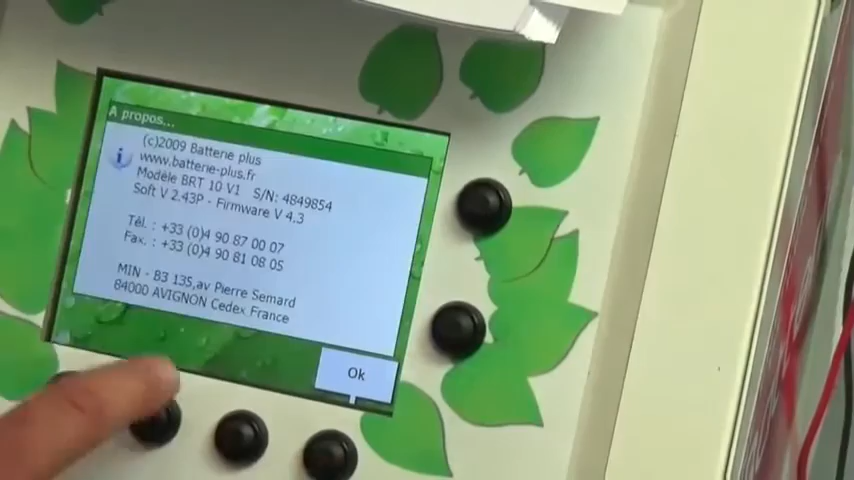 A propos...
(c)2009 Batterie plus
www.batterie-plus.fr
Modèle BRT 10 V1 S/N: 4849854
Soft V 2.43P - Firmware V 4.3
Tél. : +33 (0)4 90 87 00 07
Fax. : +33 (0)4 90 81 08 05
MIN - B3 135,av Pierre Semard
84000 AVIGNON Cedex France
Ok